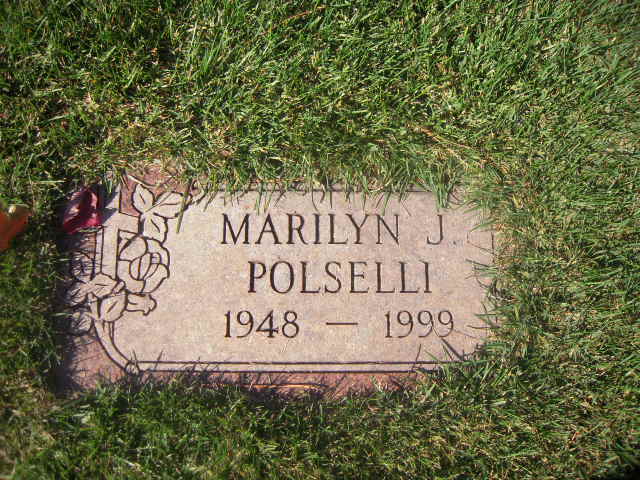 MARILYN J.
POLSELLI
1948 — 1999